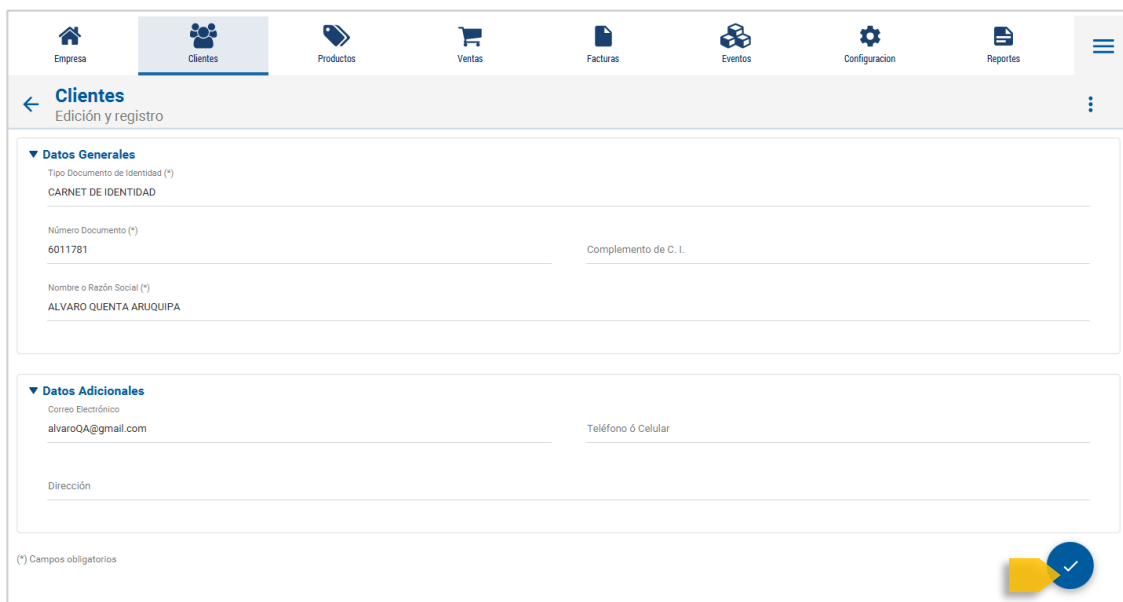 Empresa
Clientes
Productos
Ventas
Facturas
Eventos
Configuracion
Reportes
Clientes
Edición y registro
Datos Generales
Tipo Documento de Identidad (*)
CARNET DE IDENTIDAD
Número Documento (*)
6011781
Complemento de C. I.
Nombre o Razón Social (*)
ALVARO QUENTA ARUQUIPA
Datos Adicionales
Correo Electrónico
alvaroQA@gmail.com
Teléfono ó Celular
Dirección
(*) Campos obligatorios